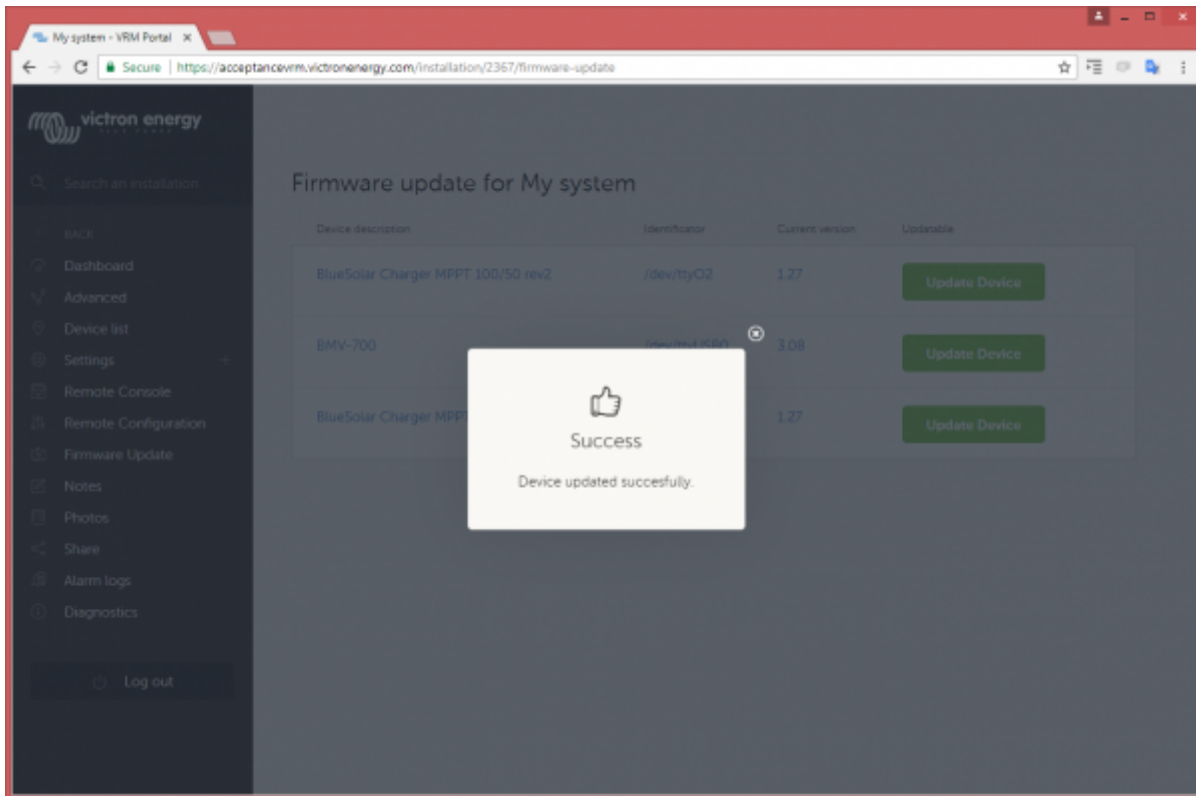 My system - VRM Portal
Secure
https://acceptancevrm.victronenergy.com/installation/2367/firmware-update
victron energy
BLUE POWER
Search an installation
BACK
Dashboard
Advanced
Device list
Settings
Remote Console
Remote Configuration
Firmware Update
Notes
Photos
Share
Alarm logs
Diagnostics
Log out
Firmware update for My system
Device description Identificator Current version Updatable
BlueSolar Charger MPPT 100/50 rev2 /dev/ttyO2 1.27 Update Device
BMV-700 /dev/ttyUSB0 3.08 Update Device
BlueSolar Charger MPPT 1.27 Update Device
Success
Device updated succesfully.